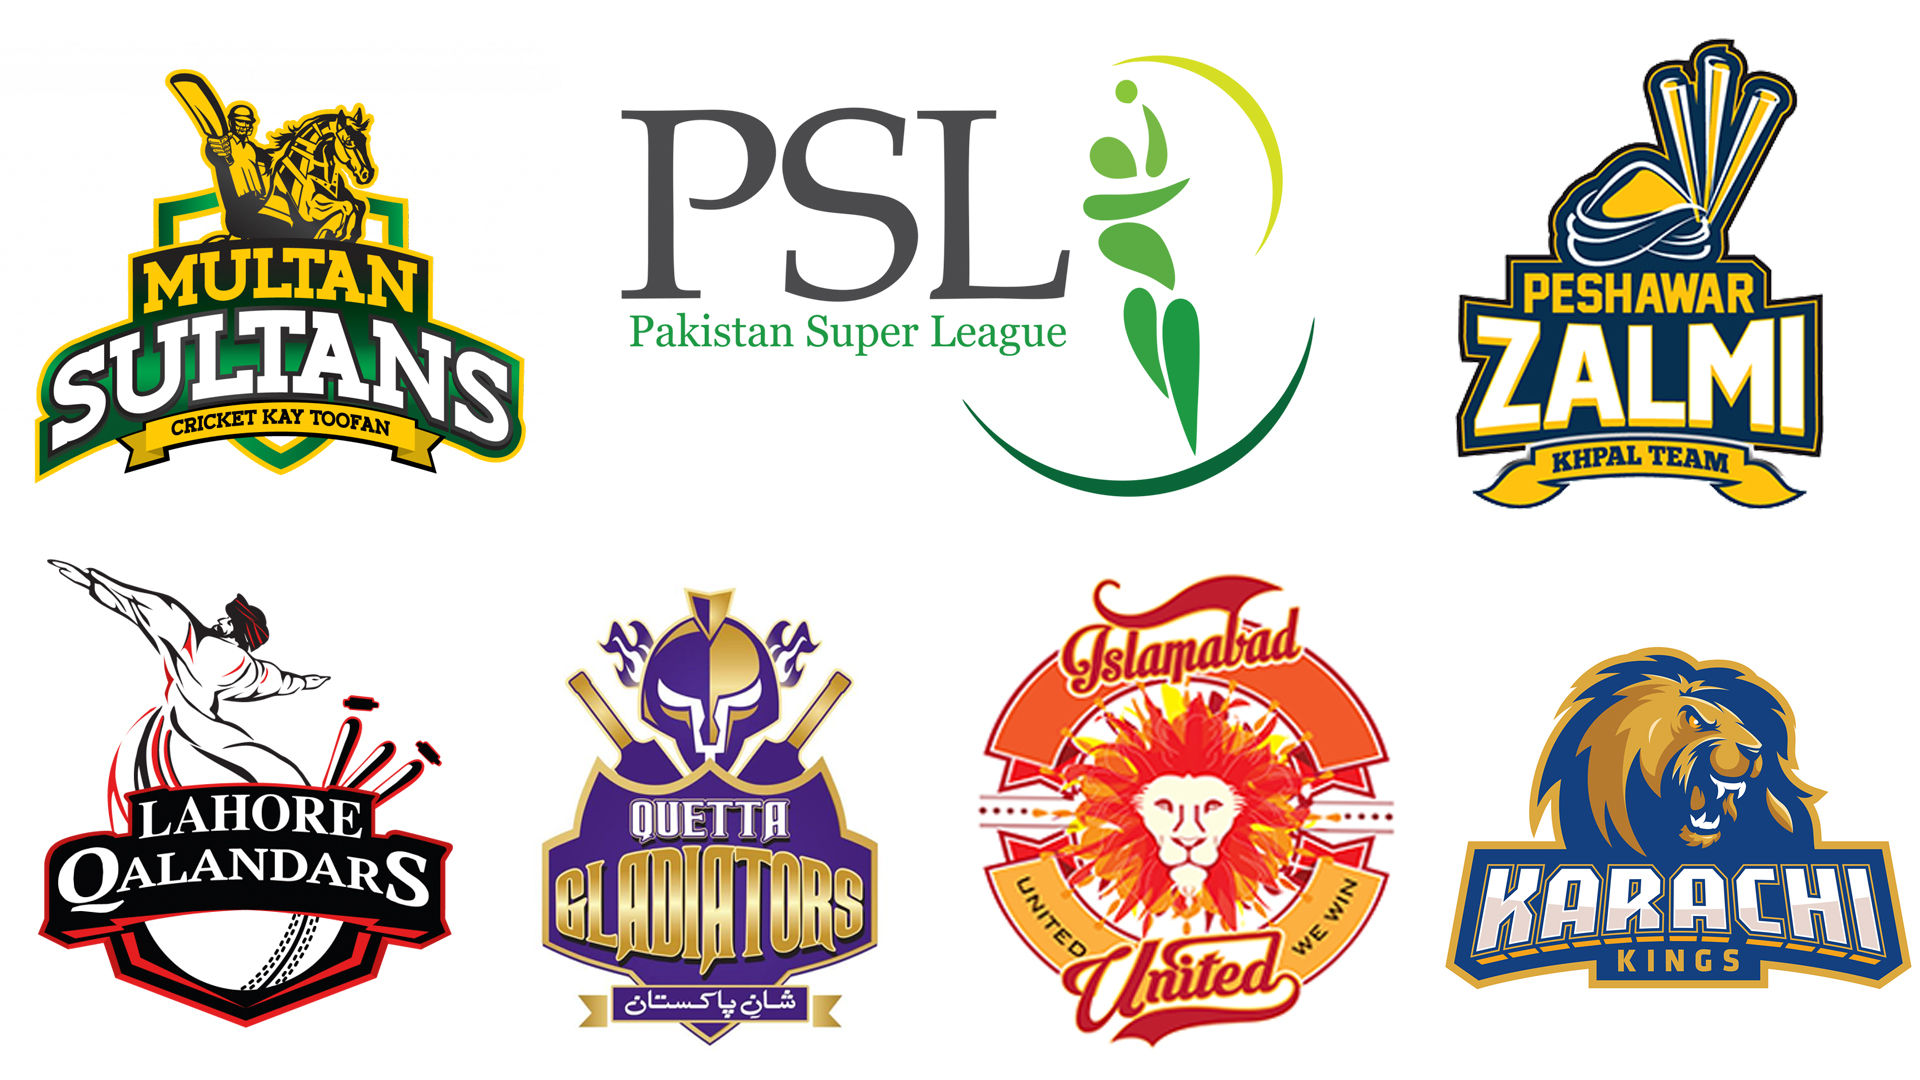 MULTAN
SULTANS
CRICKET KAY TOOFAN
PSL
Pakistan Super League
PESHAWAR
ZALMI
KHPAL TEAM
LAHORE
QALANDARS
QUETTA
GLADIATORS
شانِ پاکستان
Islamabad
UNITED
WE WIN
United
KARACHI
KINGS